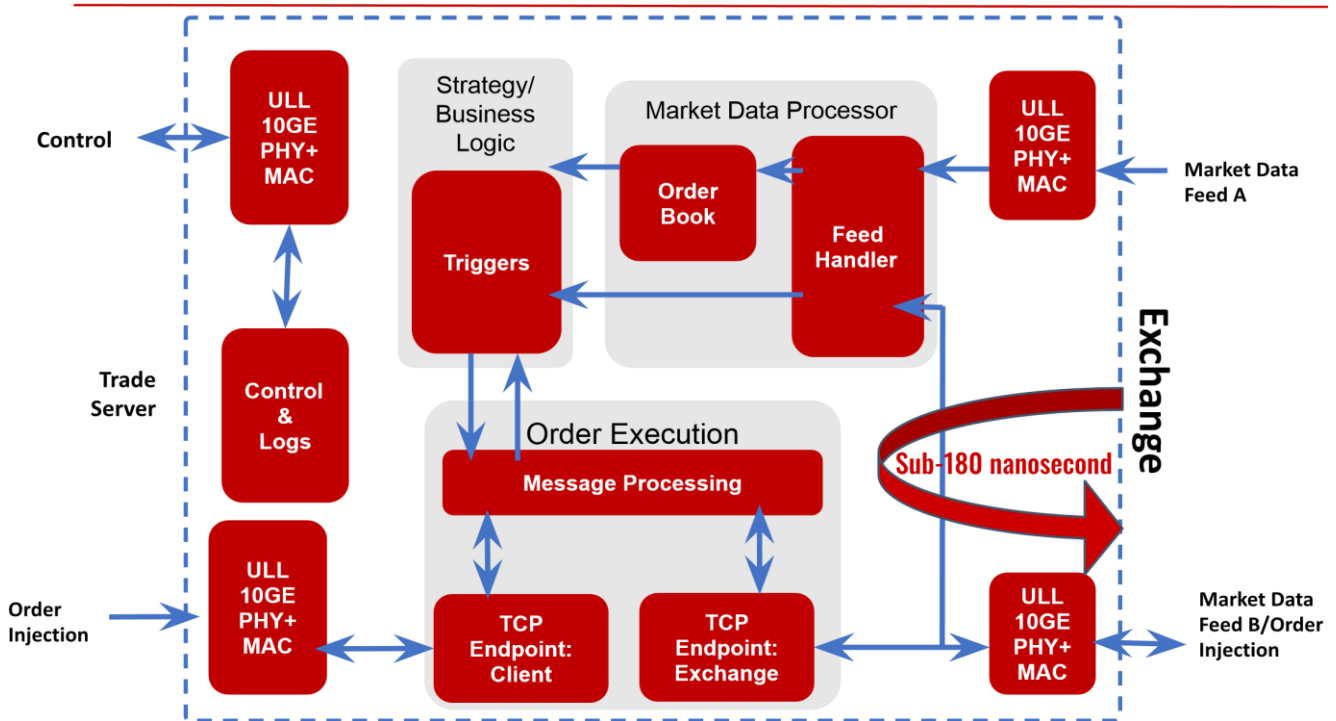 Control
ULL
10GE
PHY+
MAC
Strategy/
Business
Logic
Triggers
Market Data Processor
Order
Book
Feed
Handler
ULL
10GE
PHY+
MAC
Market Data
Feed A
Exchange
Trade
Server
Control
&
Logs
Order Execution
Message Processing
Sub-180 nanosecond
Order
Injection
ULL
10GE
PHY+
MAC
TCP
Endpoint:
Client
TCP
Endpoint:
Exchange
ULL
10GE
PHY+
MAC
Market Data
Feed B/Order
Injection